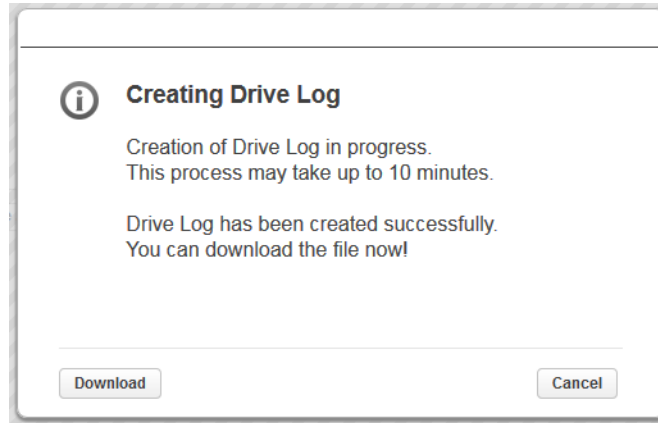 Creating Drive Log
Creation of Drive Log in progress.
This process may take up to 10 minutes.
Drive Log has been created successfully.
You can download the file now!
Download
Cancel